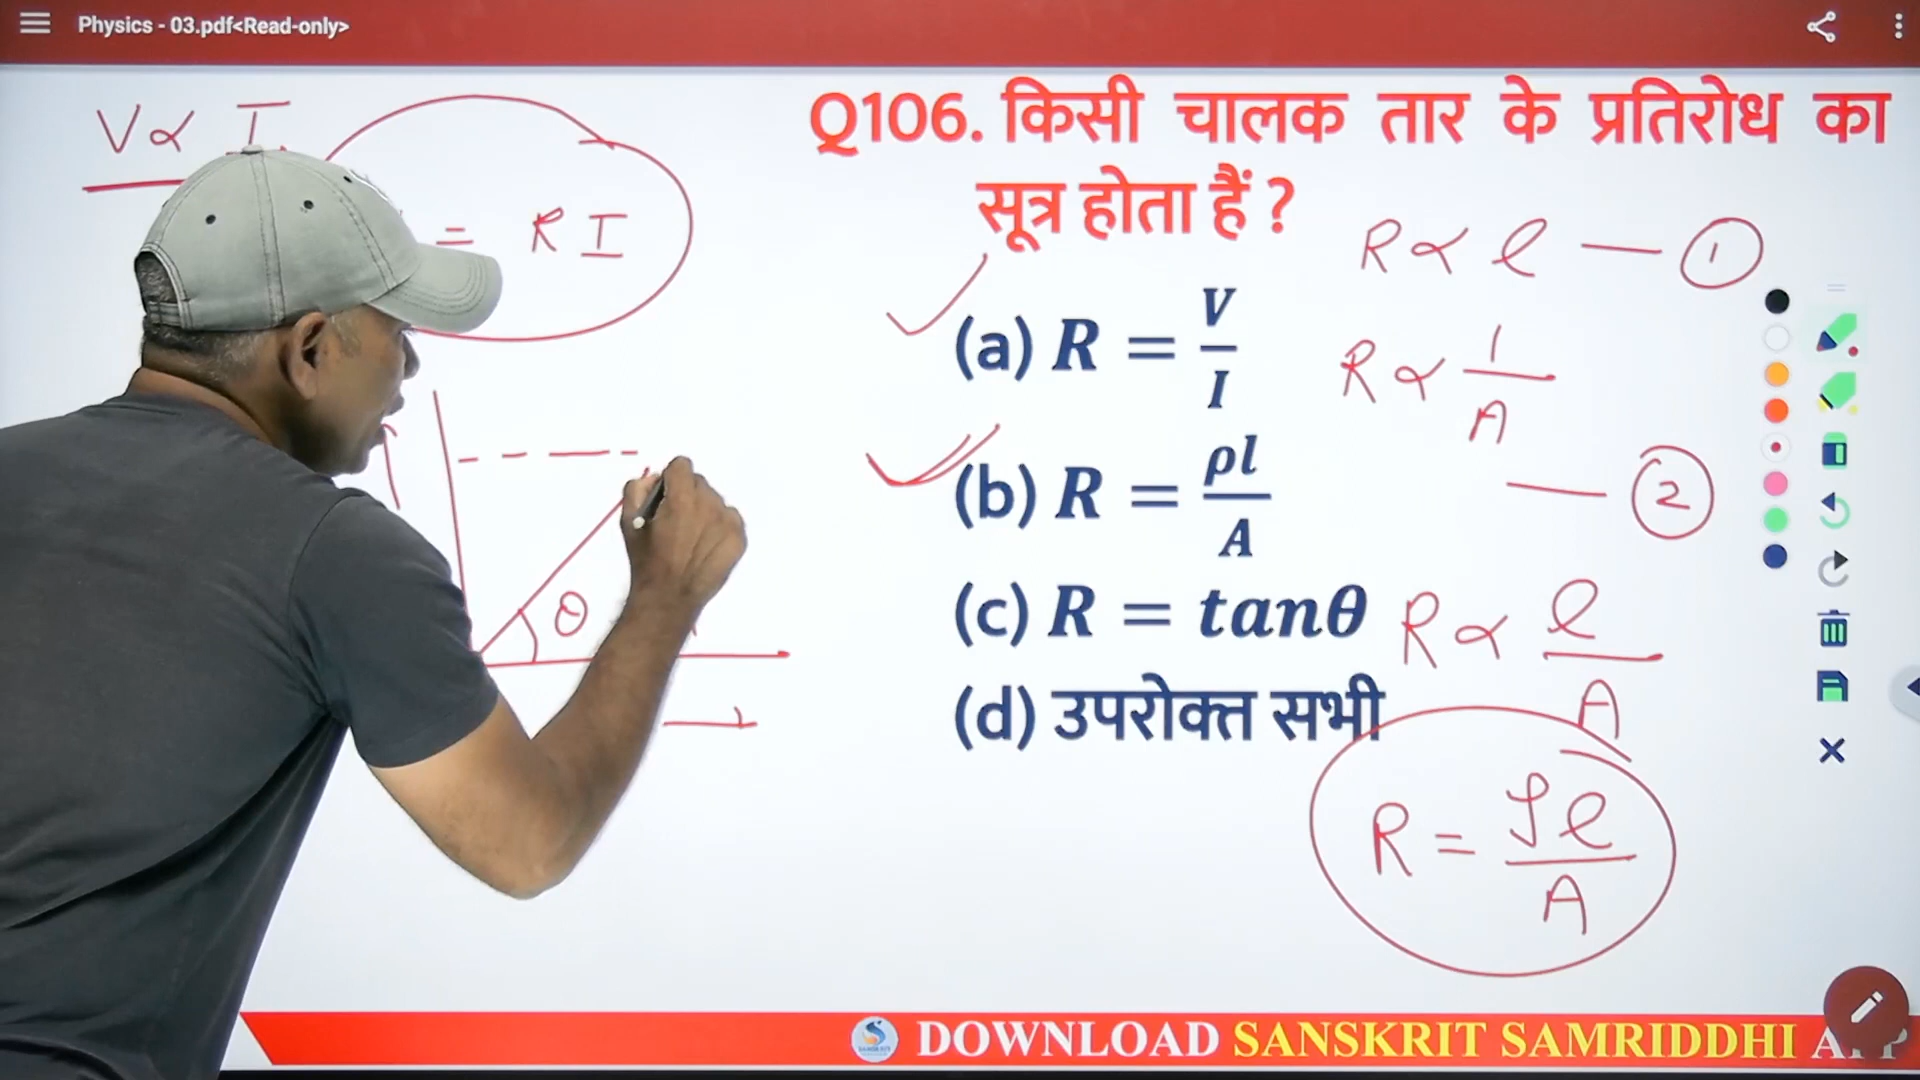 Physics - 03.pdf<Read-only>
V ∝ I
= R I
Q106. किसी चालक तार के प्रतिरोध का
सूत्र होता हैं ?
(a) R = V/I
(b) R = ρl/A
(c) R = tanθ
(d) उपरोक्त सभी
R ∝ l — 1
R ∝ 1/A
— 2
R ∝ l/A
R = ρl/A
θ
DOWNLOAD SANSKRIT SAMRIDDHI APP